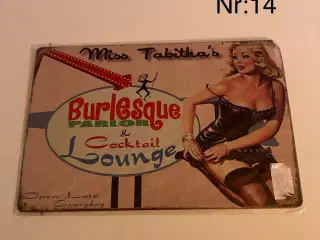 Nr:14
Miss Tabitha's
Burlesque
PARLOR
&
Cocktail
Lounge
Open Late
Everyday